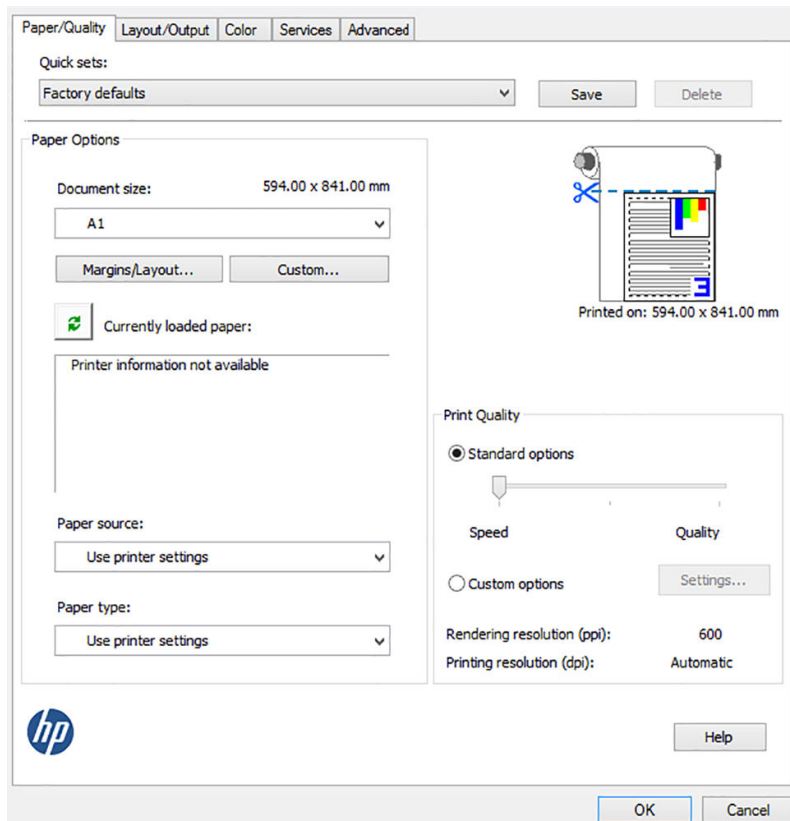 Paper/Quality Layout/Output Color Services Advanced
Quick sets:
Factory defaults Save Delete
Paper Options
Document size: 594.00 x 841.00 mm
A1
Margins/Layout... Custom...
Printed on: 594.00 x 841.00 mm
Currently loaded paper:
Printer information not available
Print Quality
Standard options
Speed Quality
Paper source:
Use printer settings
Custom options Settings...
Paper type:
Use printer settings
Rendering resolution (ppi): 600
Printing resolution (dpi): Automatic
hp
Help
OK Cancel